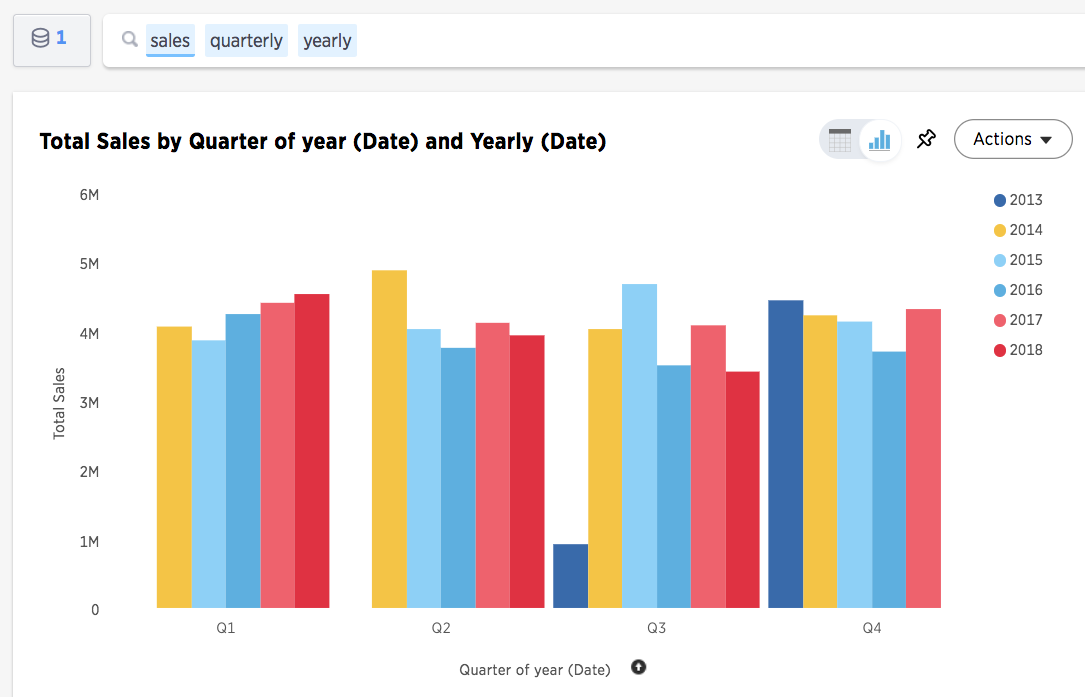 1
sales quarterly yearly
Total Sales by Quarter of year (Date) and Yearly (Date)
Actions
6M
5M
4M
3M
2M
1M
0
Total Sales
Q1 Q2 Q3 Q4
Quarter of year (Date)
2013
2014
2015
2016
2017
2018